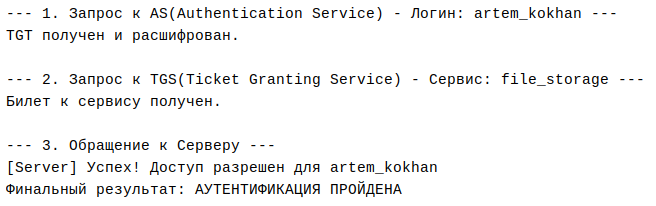 --- 1. Запрос к AS(Authentication Service) - Логин: artem_kokhan ---
TGT получен и расшифрован.
--- 2. Запрос к TGS(Ticket Granting Service) - Сервис: file_storage ---
Билет к сервису получен.
--- 3. Обращение к Серверу ---
[Server] Успех! Доступ разрешен для artem_kokhan
Финальный результат: АУТЕНТИФИКАЦИЯ ПРОЙДЕНА